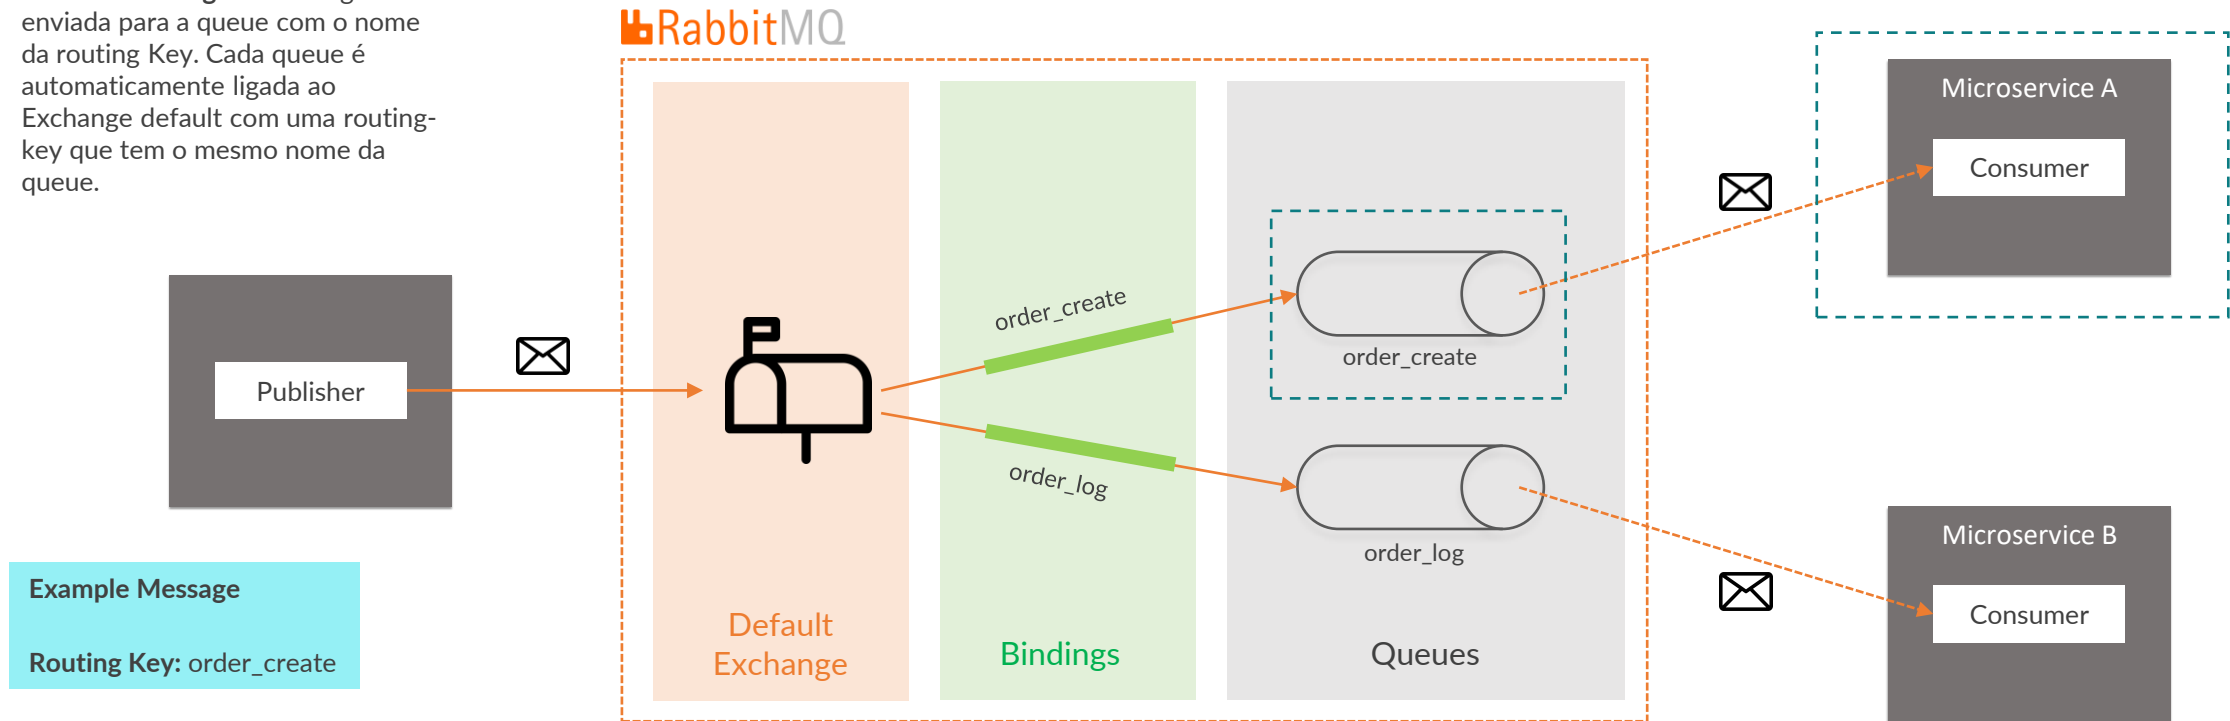 enviada para a queue com o nome
da routing Key. Cada queue é
automaticamente ligada ao
Exchange default com uma routing-
key que tem o mesmo nome da
queue.
RabbitMQ
Microservice A
Consumer
order_create
order_create
Publisher
order_log
order_log
Microservice B
Consumer
Example Message
Routing Key: order_create
Default
Exchange
Bindings
Queues